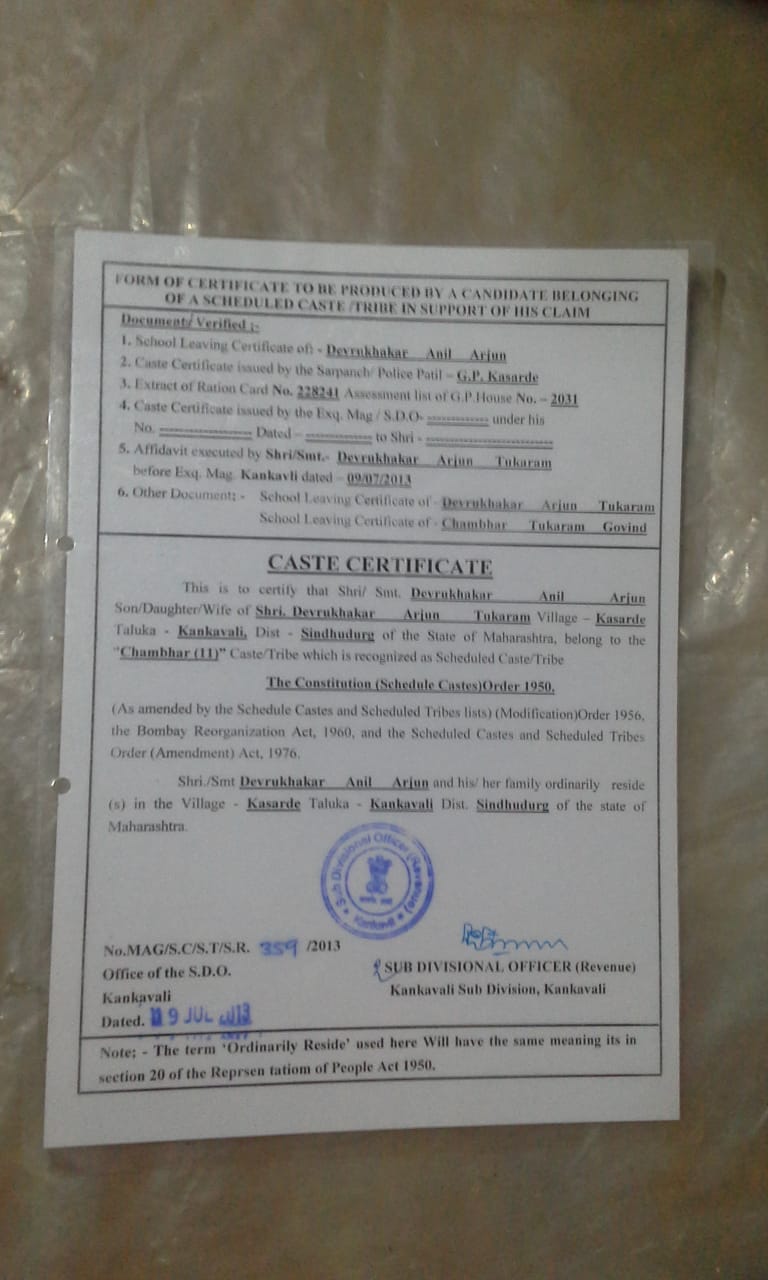 FORM OF CERTIFICATE TO BE PRODUCED BY A CANDIDATE BELONGING
OF A SCHEDULED CASTE /TRIBE IN SUPPORT OF HIS CLAIM
Document/ Verified ;-
1. School Leaving Certificate of: - Devrukhakar Anil Arjun
2. Caste Certificate issued by the Sarpanch/ Police Patil – G.P. Kasarde
3. Extract of Ration Card No. 228241 Assessment list of G.P.House No. – 2031
4. Caste Certificate issued by the Exq. Mag / S.D.O- ------------ under his
No. ------------------ Dated – ------------- to Shri - -------------------------
5. Affidavit executed by Shri/Smt.- Devrukhakar Arjun Tukaram
before Exq. Mag. Kankavli dated – 09/07/2013
6. Other Document; - School Leaving Certificate of - Devrukhakar Arjun Tukaram
School Leaving Certificate of - Chambhar Tukaram Govind
CASTE CERTIFICATE
This is to certify that Shri/ Smt. Devrukhakar Anil Arjun
Son/Daughter/Wife of Shri. Devrukhakar Arjun Tukaram Village – Kasarde
Taluka - Kankavali, Dist - Sindhudurg of the State of Maharashtra, belong to the
"Chambhar (11)" Caste/Tribe which is recognized as Scheduled Caste/Tribe
The Constitution (Schedule Castes)Order 1950.
(As amended by the Schedule Castes and Scheduled Tribes lists) (Modification)Order 1956,
the Bombay Reorganization Act, 1960, and the Scheduled Castes and Scheduled Tribes
Order (Amendment) Act, 1976.
Shri./Smt Devrukhakar Anil Arjun and his/ her family ordinarily reside
(s) in the Village - Kasarde Taluka - Kankavali Dist. Sindhudurg of the state of
Maharashtra.
Sub Divisional Officer (Revenue)
Kankavli
No.MAG/S.C/S.T/S.R. 359 /2013
Office of the S.D.O.
Kankavali
Dated. 19 JUL 2013
SUB DIVISIONAL OFFICER (Revenue)
Kankavali Sub Division, Kankavali
Note; - The term ‘Ordinarily Reside’ used here Will have the same meaning its in
section 20 of the Reprsen tatiom of People Act 1950.